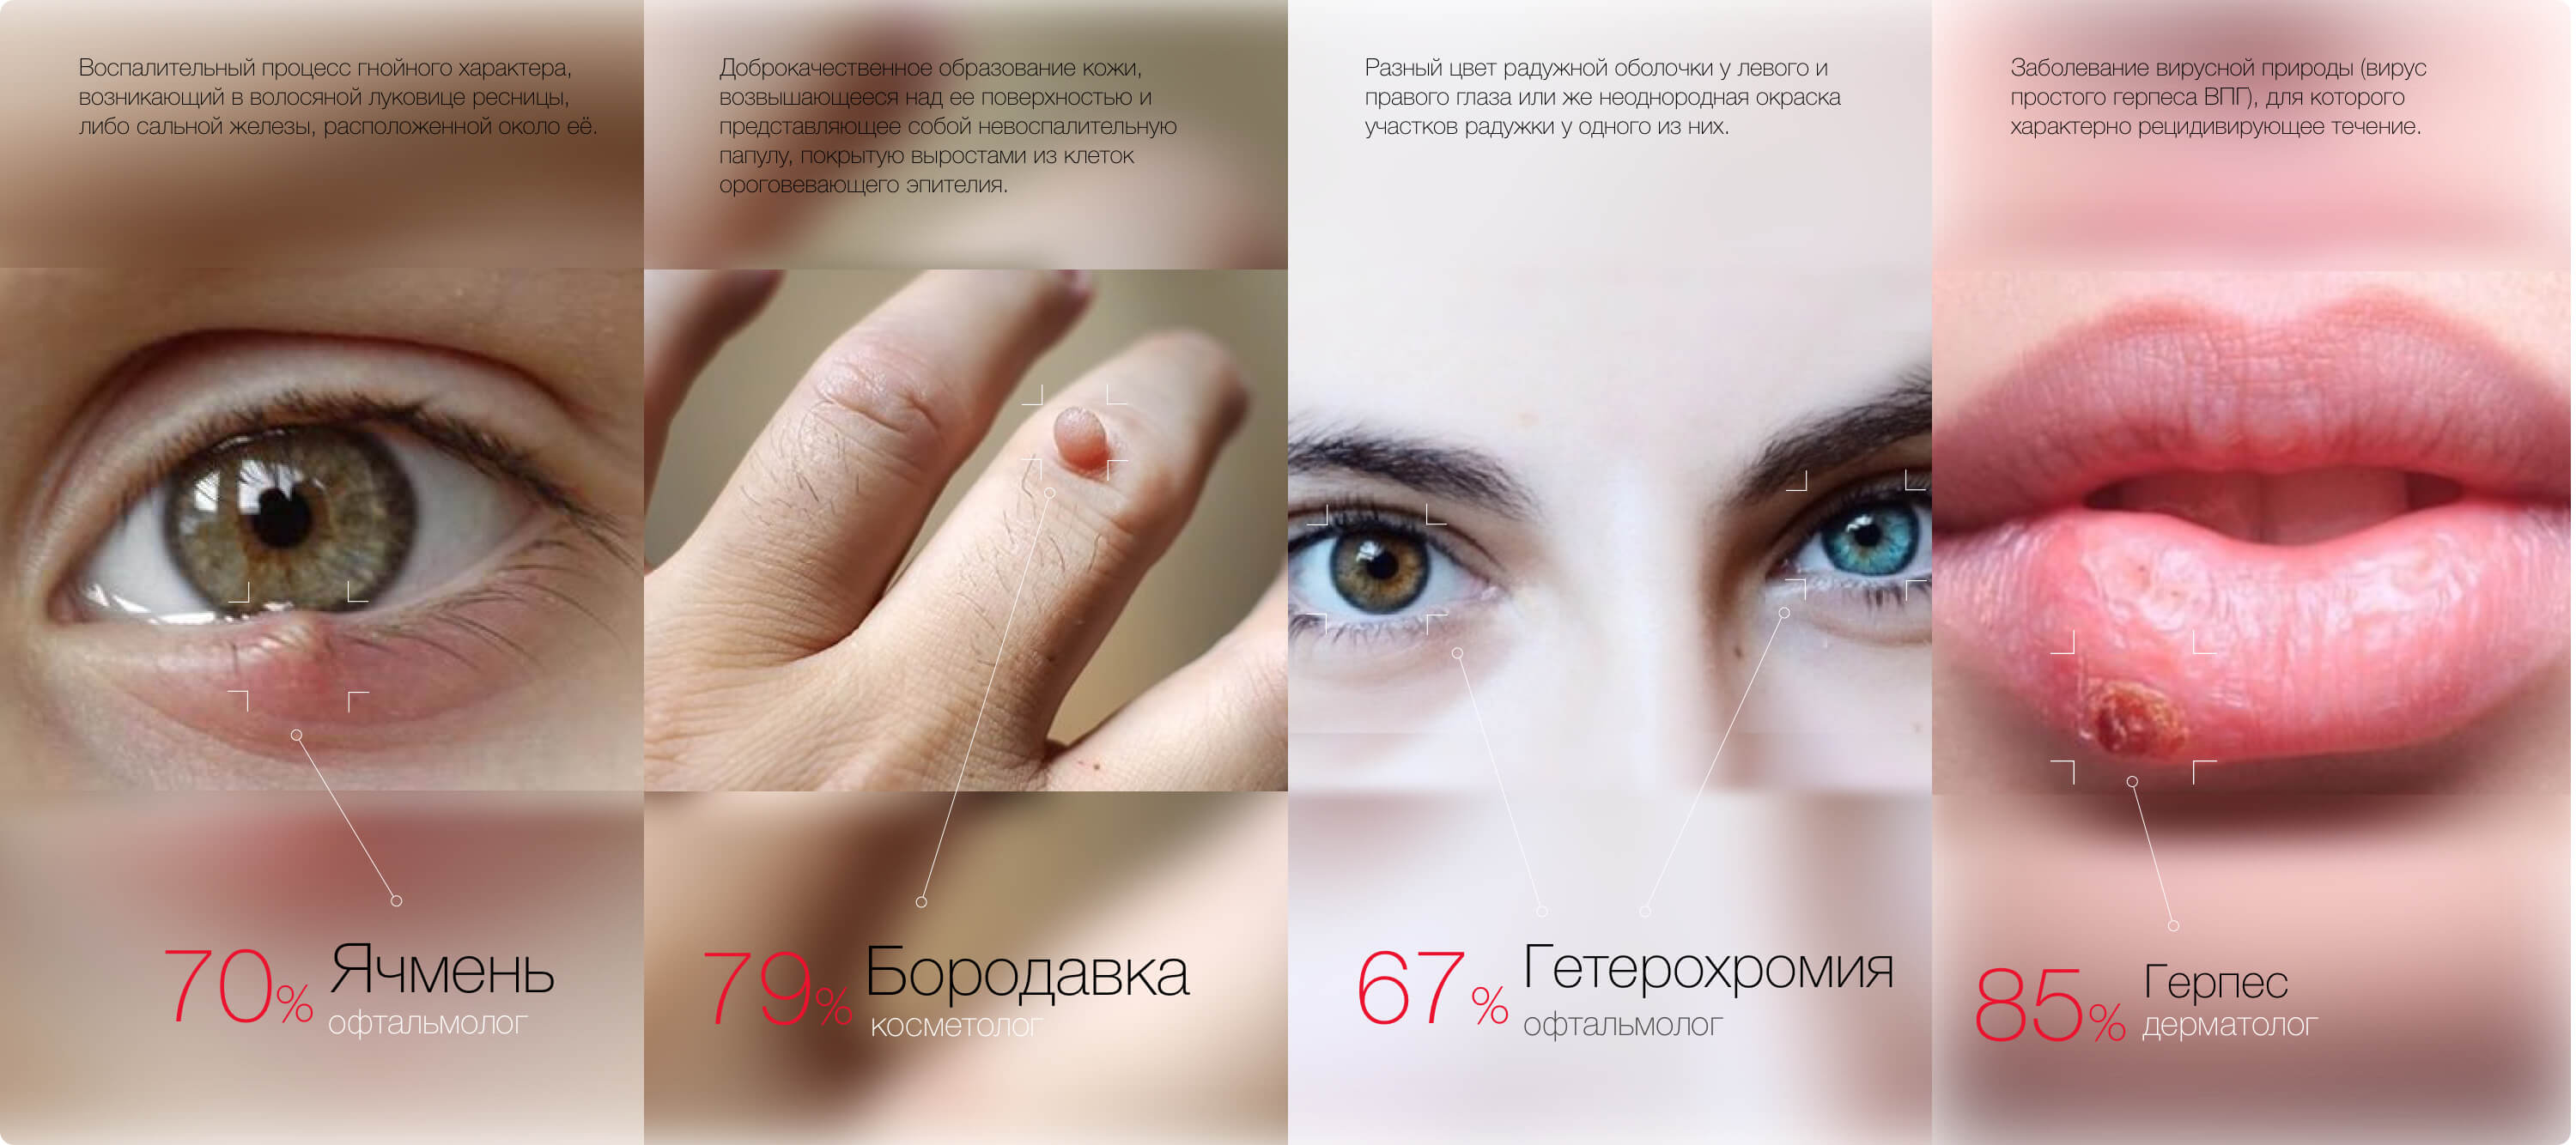 Воспалительный процесс гнойного характера,
возникающий в волосяной луковице ресницы,
либо сальной железы, расположенной около её.
70% Ячмень
офтальмолог
Доброкачественное образование кожи,
возвышающееся над ее поверхностью и
представляющее собой невоспалительную
папулу, покрытую выростами из клеток
ороговевающего эпителия.
79% Бородавка
косметолог
Разный цвет радужной оболочки у левого и
правого глаза или же неоднородная окраска
участков радужки у одного из них.
67% Гетерохромия
офтальмолог
Заболевание вирусной природы (вирус
простого герпеса ВПГ), для которого
характерно рецидивирующее течение.
85% Герпес
дерматолог